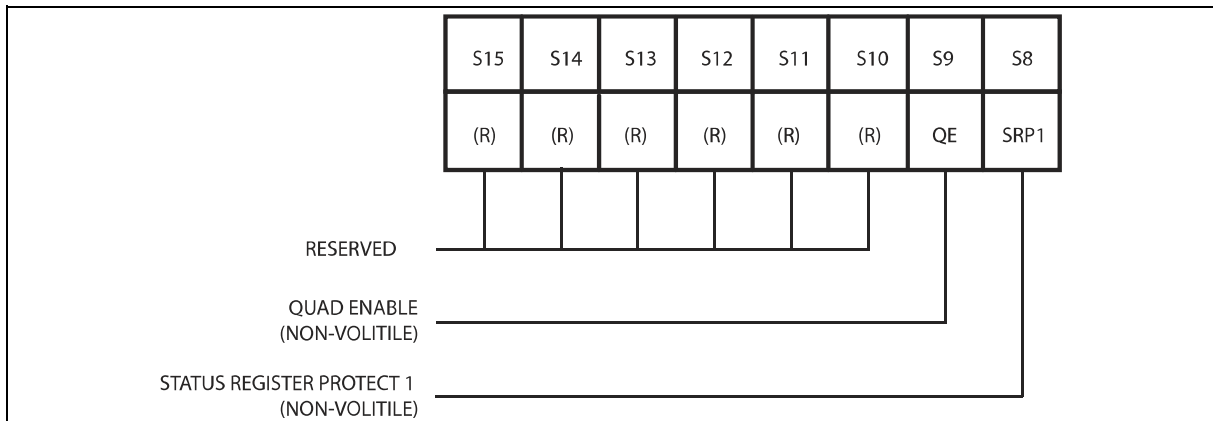 S15 S14 S13 S12 S11 S10 S9 S8
(R) (R) (R) (R) (R) (R) QE SRP1
RESERVED
QUAD ENABLE
(NON-VOLITILE)
STATUS REGISTER PROTECT 1
(NON-VOLITILE)